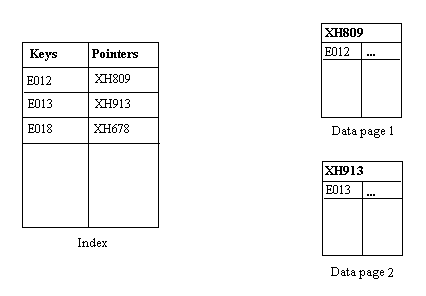 Keys Pointers
E012 XH809
E013 XH913
E018 XH678
Index
XH809
E012 ...
Data page 1
XH913
E013 ...
Data page 2